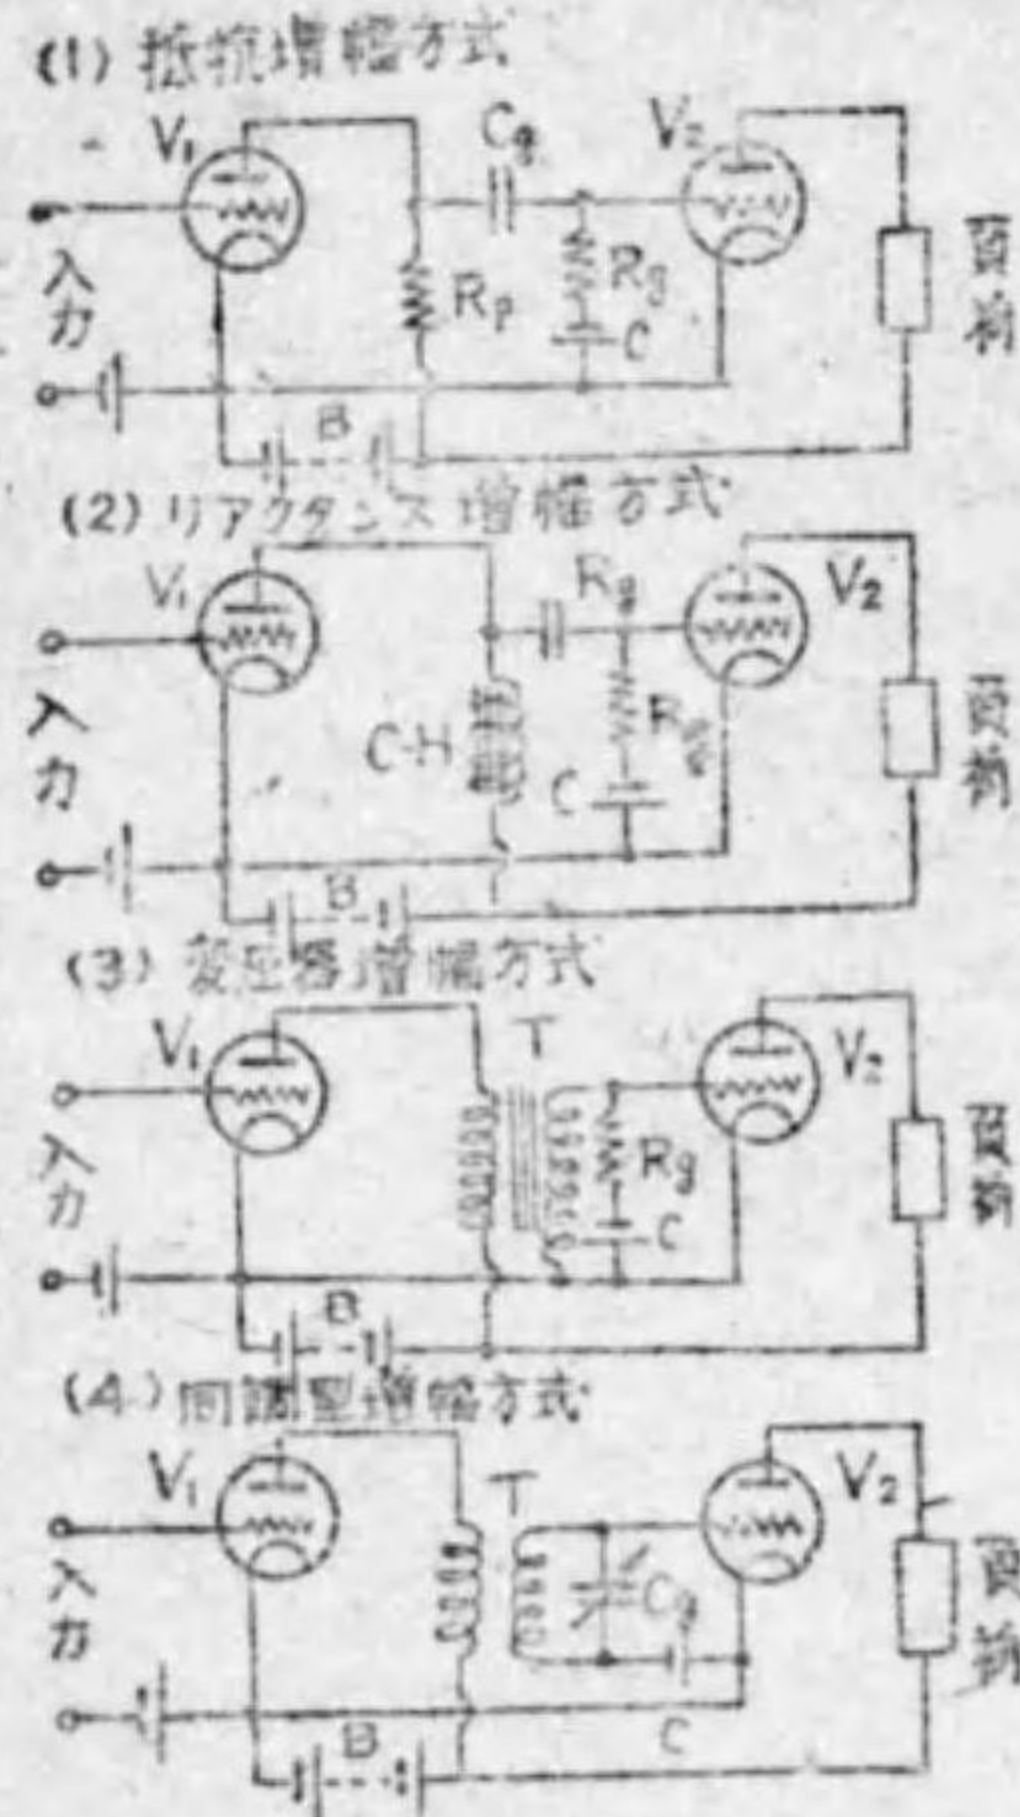 (1) 抵抗増幅方式
V₁ Cg V₂
入力 Rp Rg 負荷
C
B
(2) リアクタンス増幅方式
V₁ Rg V₂
入力 C·H Rg 負荷
C
B
(3) 変圧器増幅方式
V₁ T V₂
入力 Rg 負荷
C
B
(4) 同調型増幅方式
V₁ T V₂
入力 Cg 負荷
B C